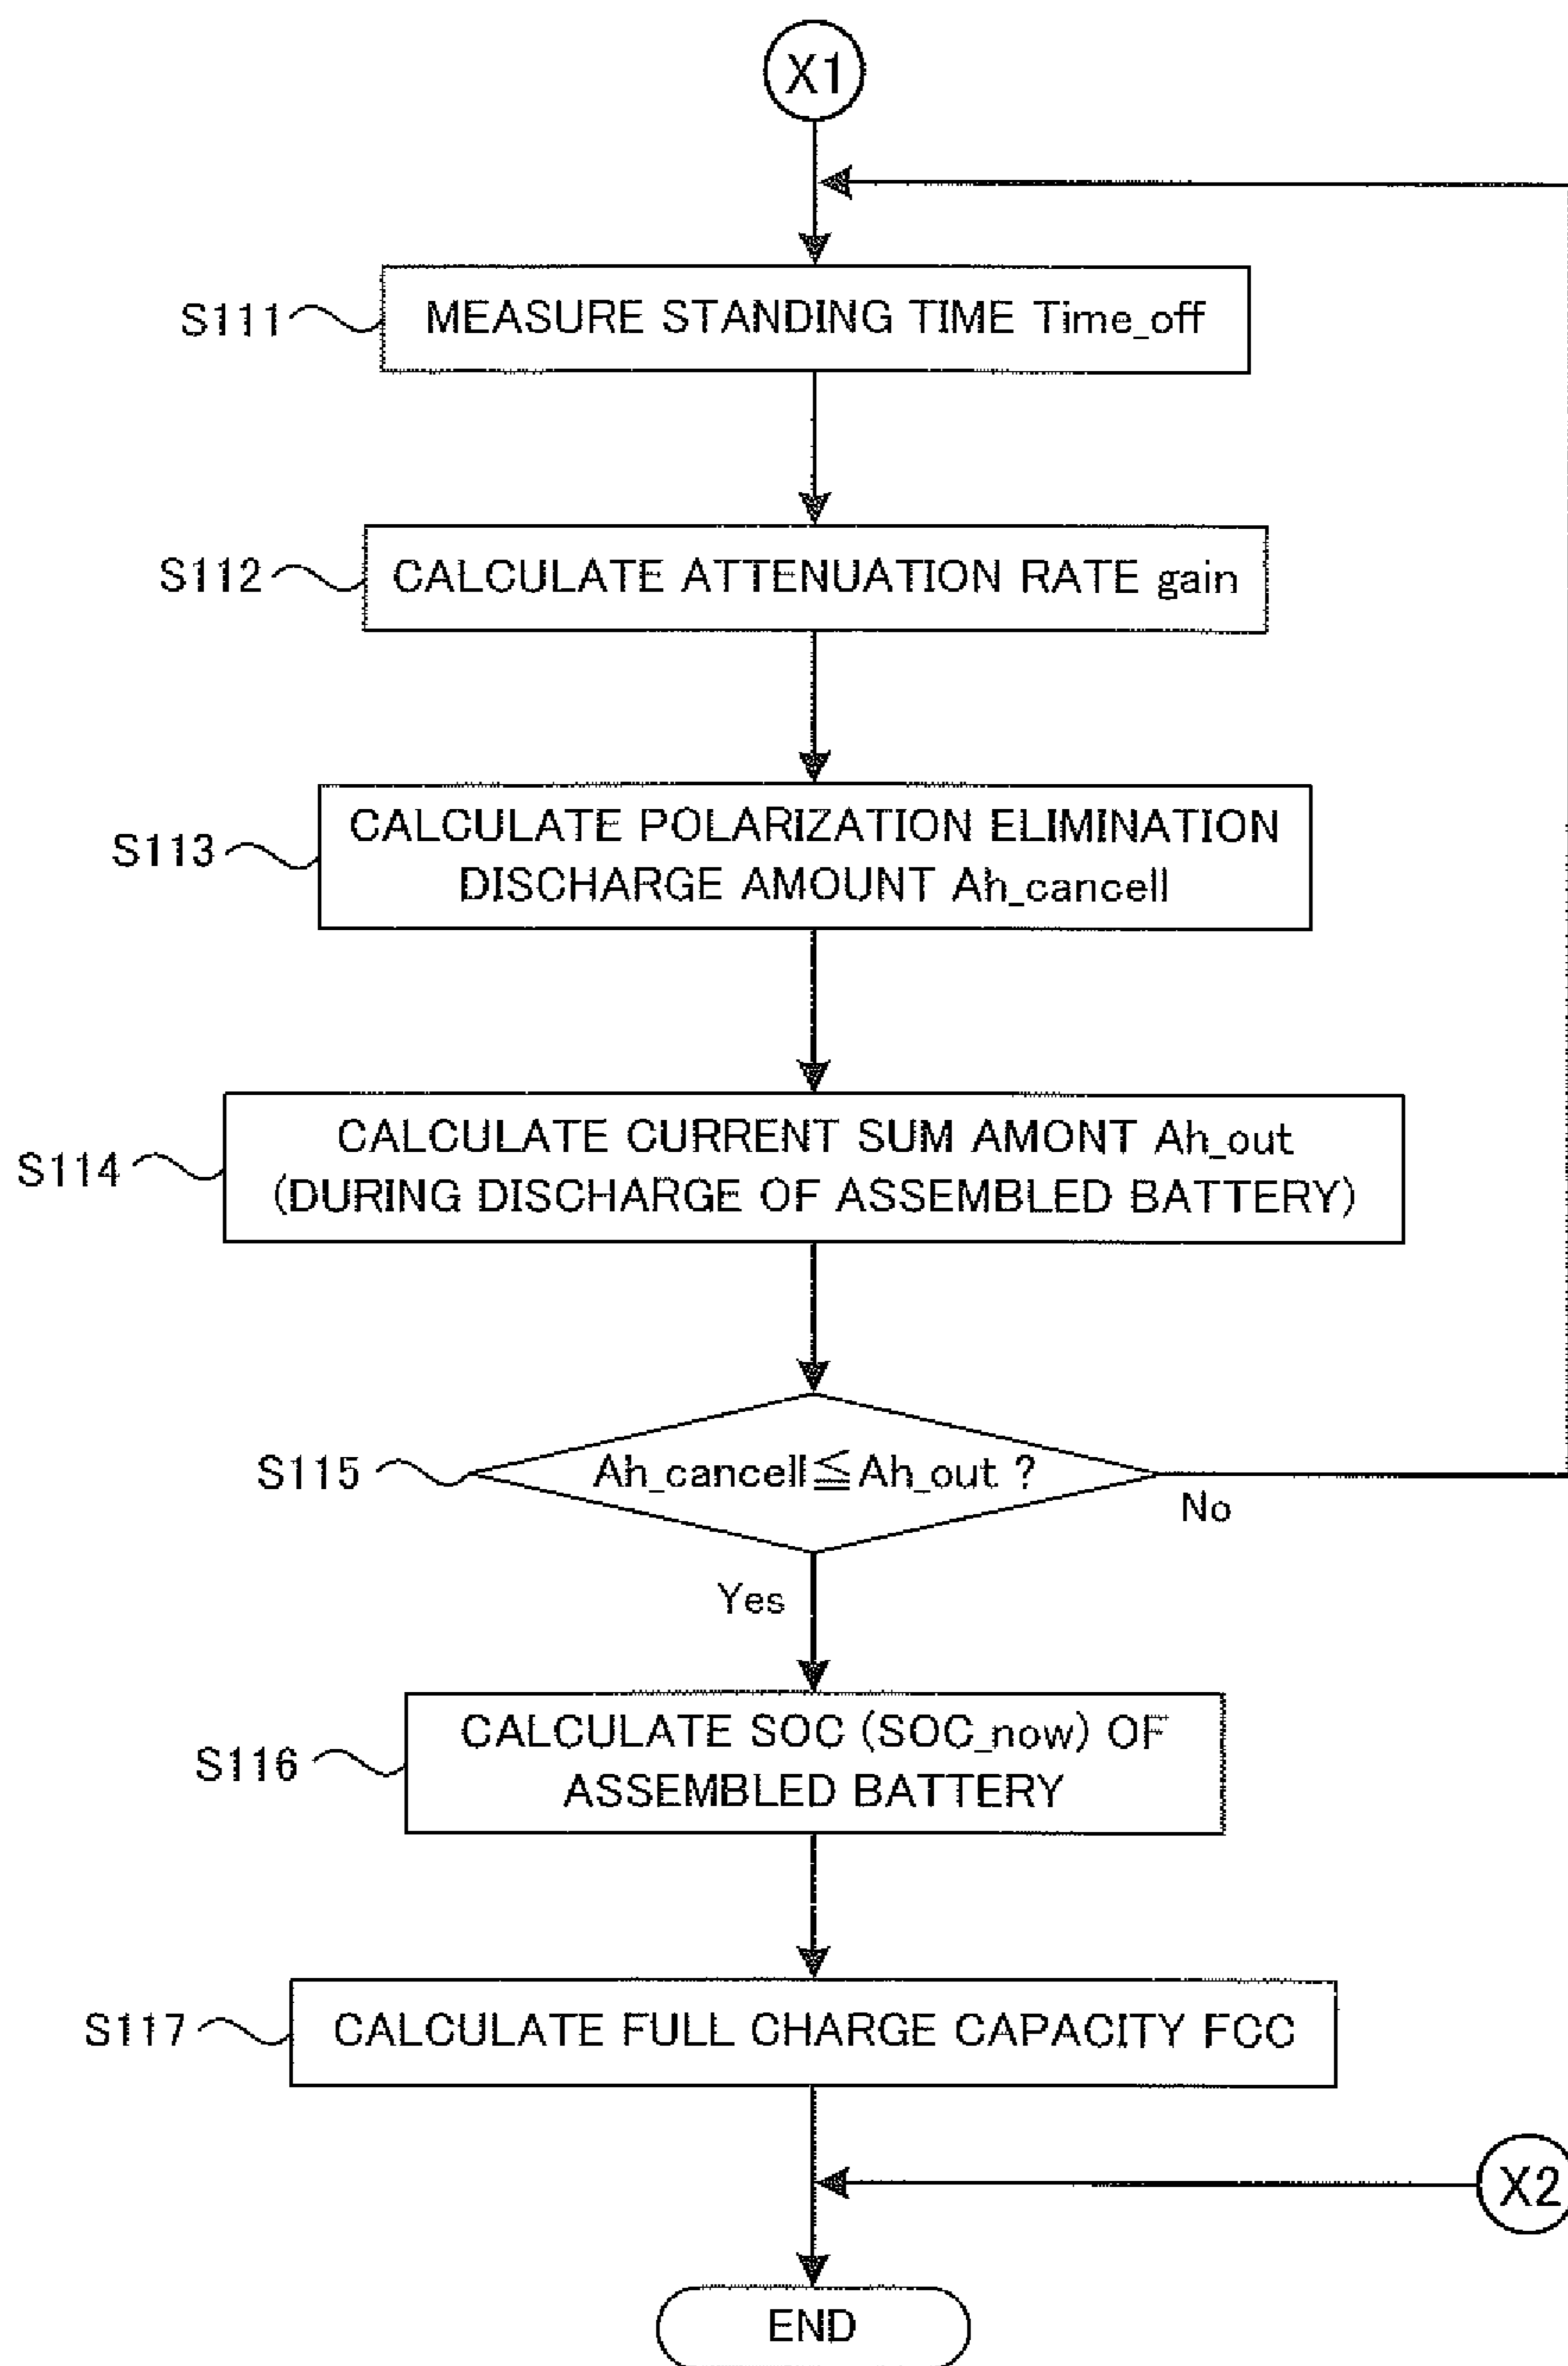 X1
S111
MEASURE STANDING TIME Time_off
S112
CALCULATE ATTENUATION RATE gain
S113
CALCULATE POLARIZATION ELIMINATION
DISCHARGE AMOUNT Ah_cancell
S114
CALCULATE CURRENT SUM AMONT Ah_out
(DURING DISCHARGE OF ASSEMBLED BATTERY)
S115
Ah_cancell≦Ah_out ?
No
Yes
S116
CALCULATE SOC (SOC_now) OF
ASSEMBLED BATTERY
S117
CALCULATE FULL CHARGE CAPACITY FCC
X2
END